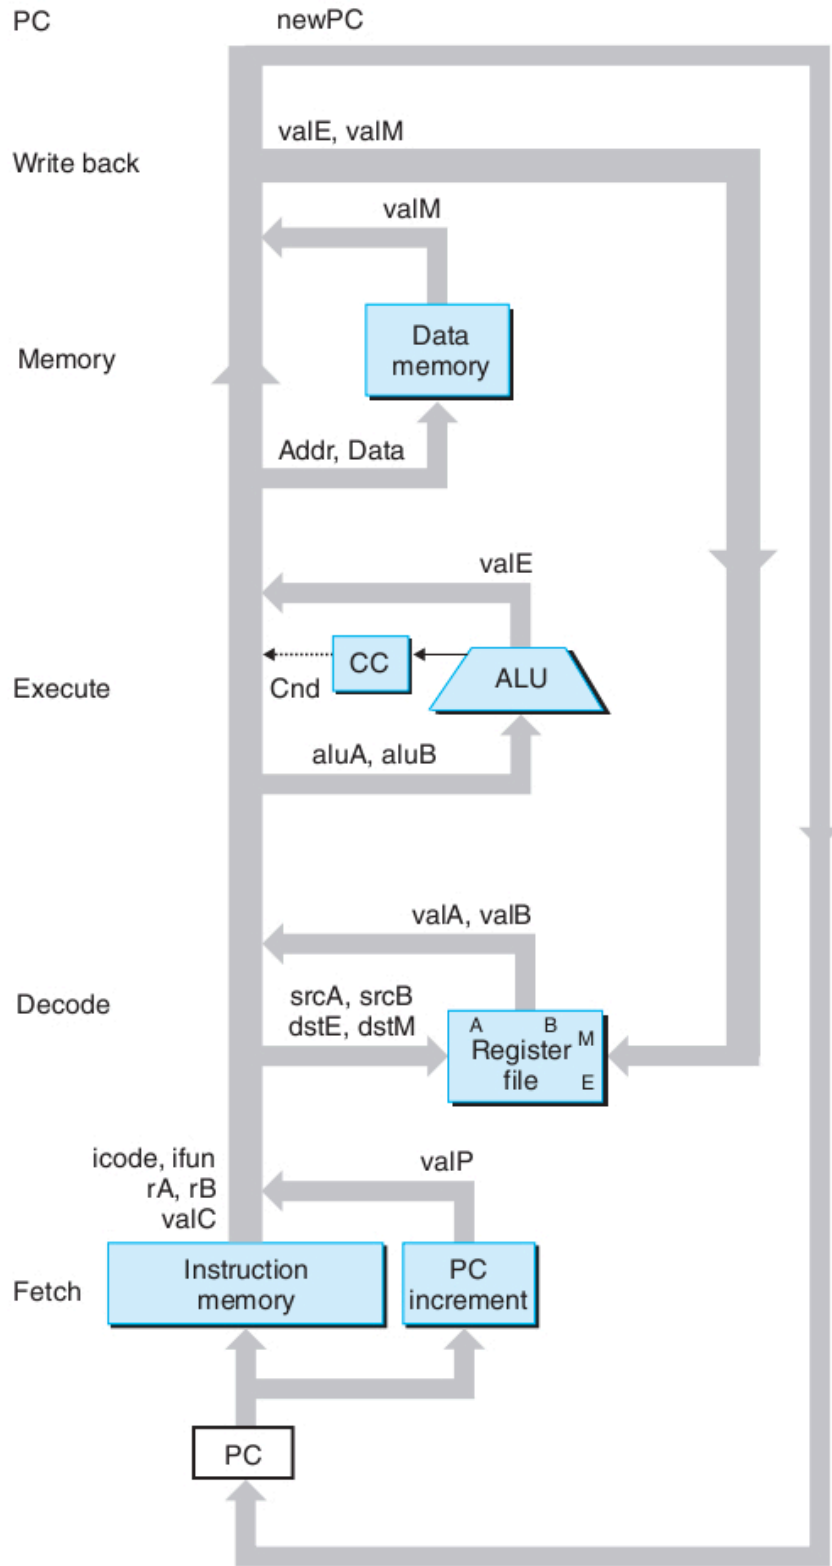 PC
newPC
valE, valM
Write back
valM
Data
memory
Memory
Addr, Data
valE
CC
ALU
Cnd
Execute
aluA, aluB
valA, valB
Decode
srcA, srcB
dstE, dstM
A
B
M
Register
file
E
icode, ifun
rA, rB
valC
valP
Fetch
Instruction
memory
PC
increment
PC